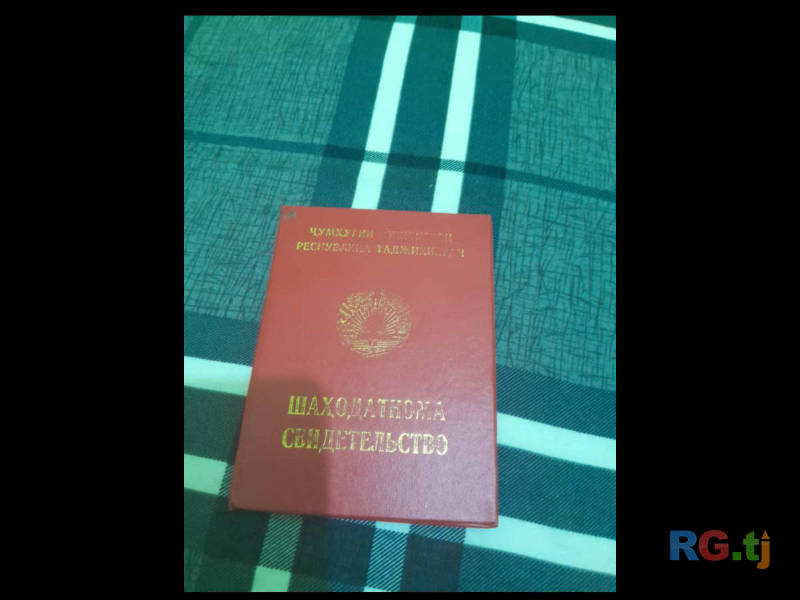 ҶУМҲУРИИ
РЕСПУБЛИКА ТАДЖИКИСТАН
ШАҲОДАТНОМА
СВИДЕТЕЛЬСТВО
RG.tj